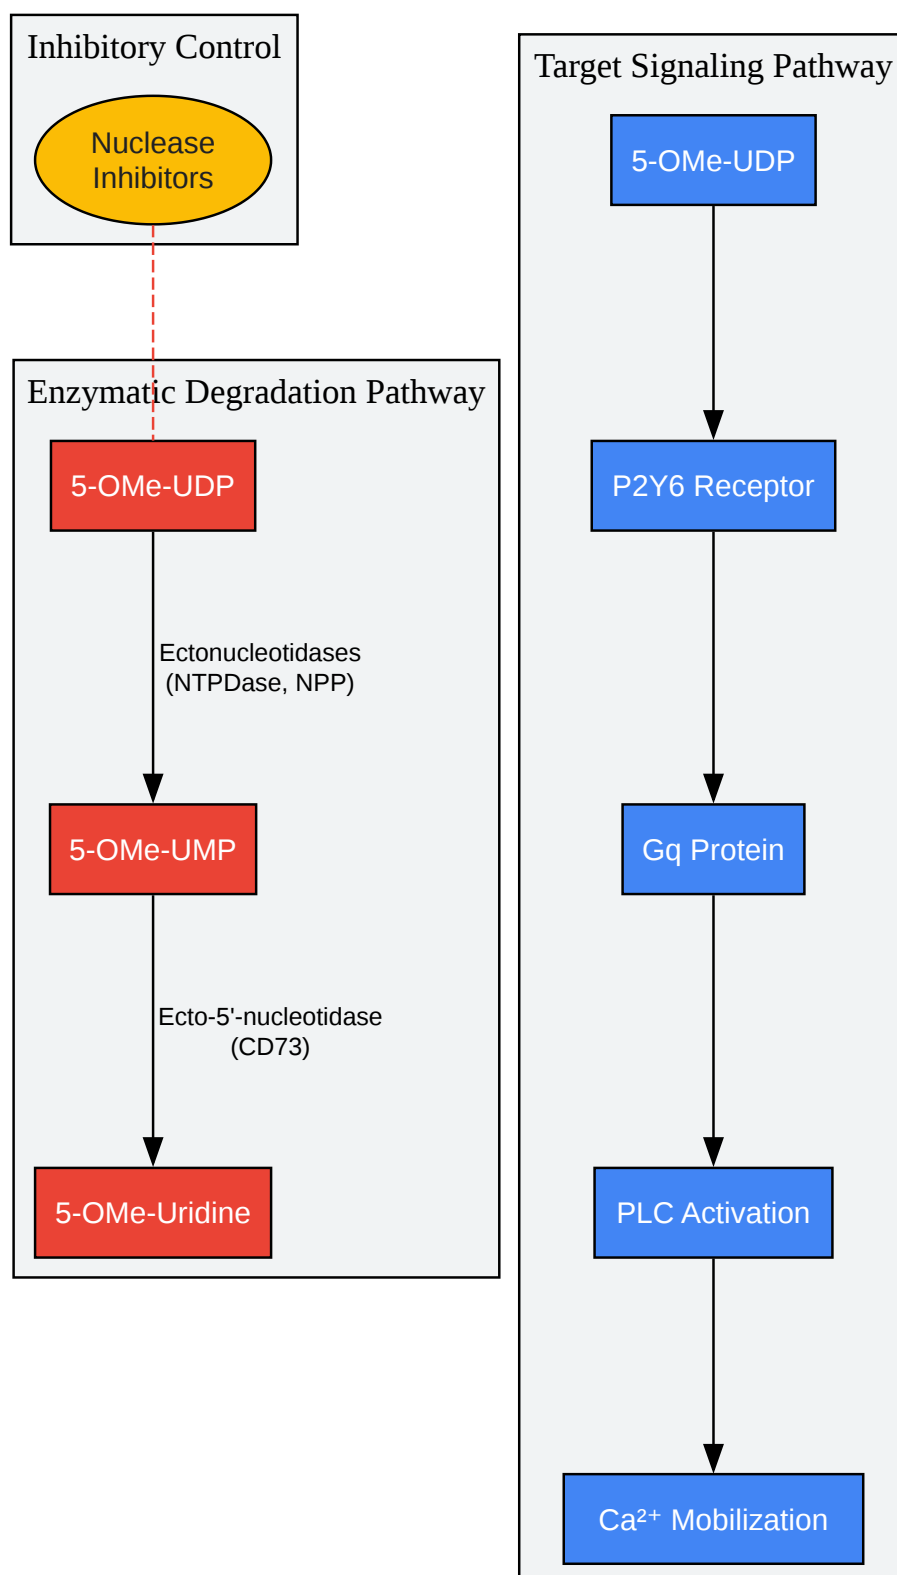 Inhibitory Control
Nuclease
Inhibitors
Enzymatic Degradation Pathway
5-OMe-UDP
Ectonucleotidases
(NTPDase, NPP)
5-OMe-UMP
Ecto-5'-nucleotidase
(CD73)
5-OMe-Uridine
Target Signaling Pathway
5-OMe-UDP
P2Y6 Receptor
Gq Protein
PLC Activation
Ca²⁺ Mobilization